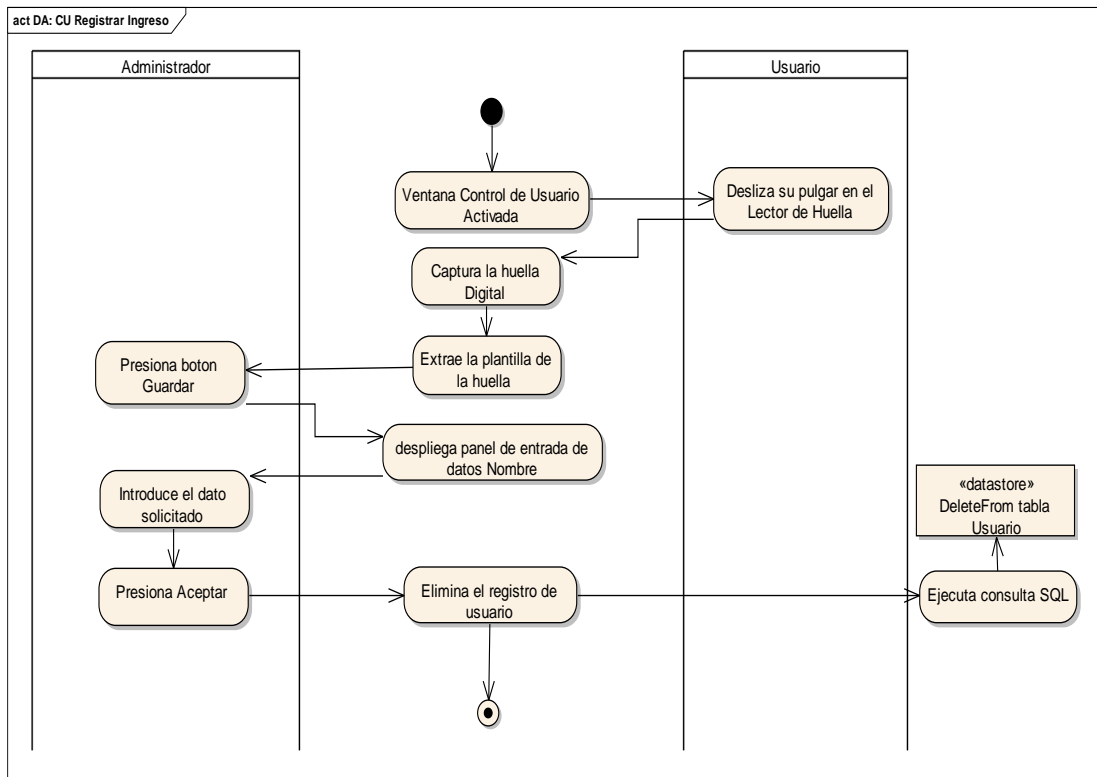 act DA: CU Registrar Ingreso
Administrador
Usuario
Ventana Control de Usuario
Activada
Desliza su pulgar en el
Lector de Huella
Captura la huella
Digital
Extrae la plantilla de
la huella
Presiona boton
Guardar
despliega panel de entrada de
datos Nombre
Introduce el dato
solicitado
«datastore»
DeleteFrom tabla
Usuario
Presiona Aceptar
Elimina el registro de
usuario
Ejecuta consulta SQL